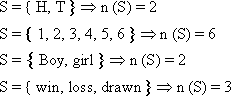 S = { H, T } ⇒ n (S) = 2
S = { 1, 2, 3, 4, 5, 6 } ⇒ n (S) = 6
S = { Boy, girl } ⇒ n (S) = 2
S = { win, loss, drawn } ⇒ n (S) = 3